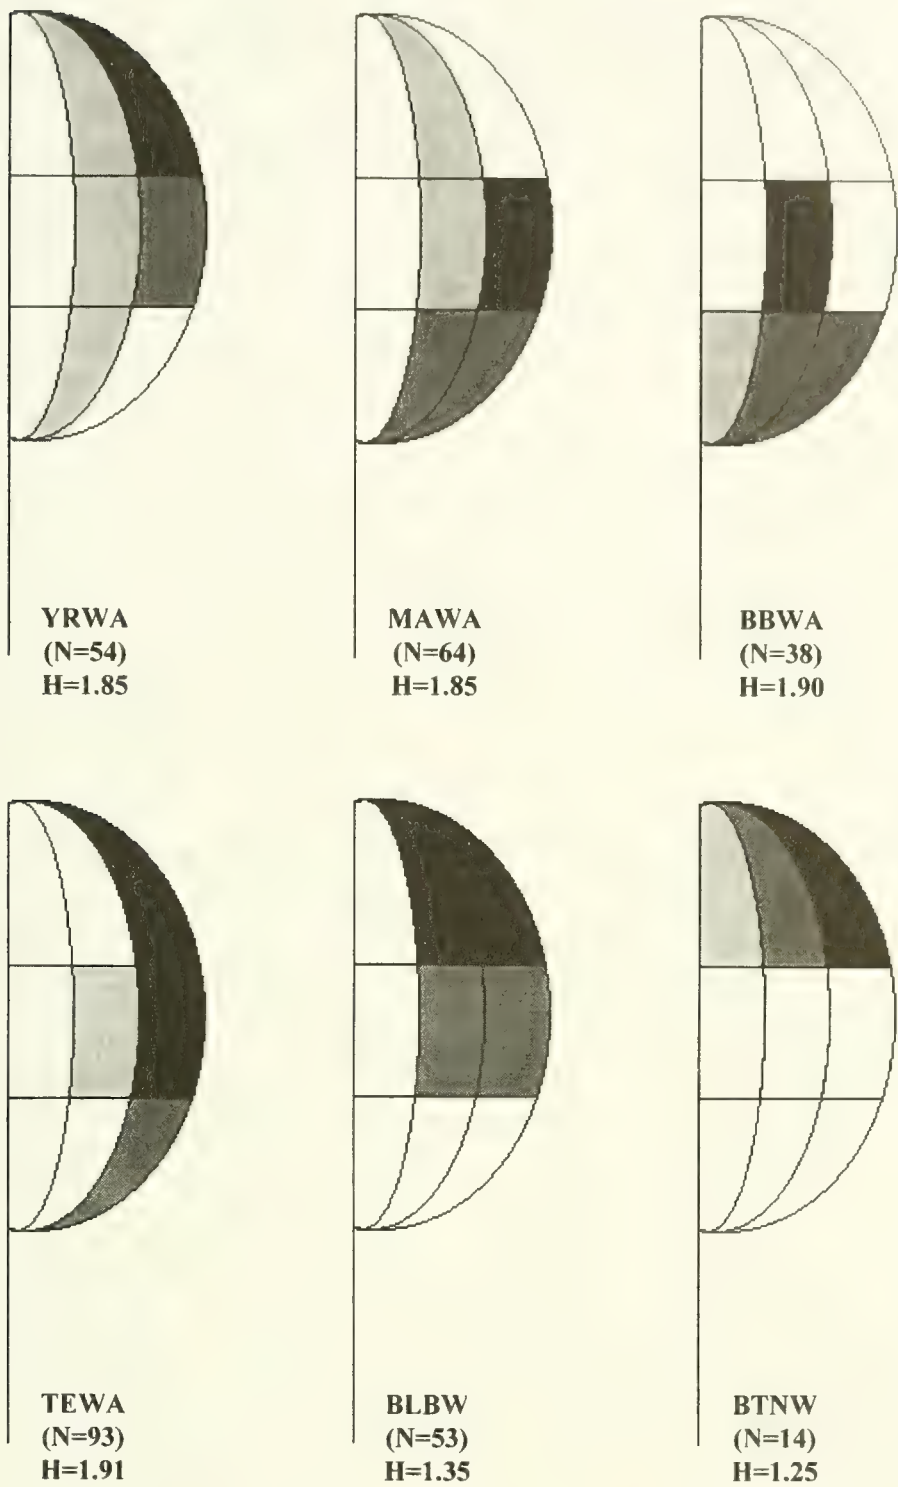 YRWA
(N=54)
H=1.85
MAWA
(N=64)
H=1.85
BBWA
(N=38)
H=1.90
TEWA
(N=93)
H=1.91
BLBW
(N=53)
H=1.35
BTNW
(N=14)
H=1.25